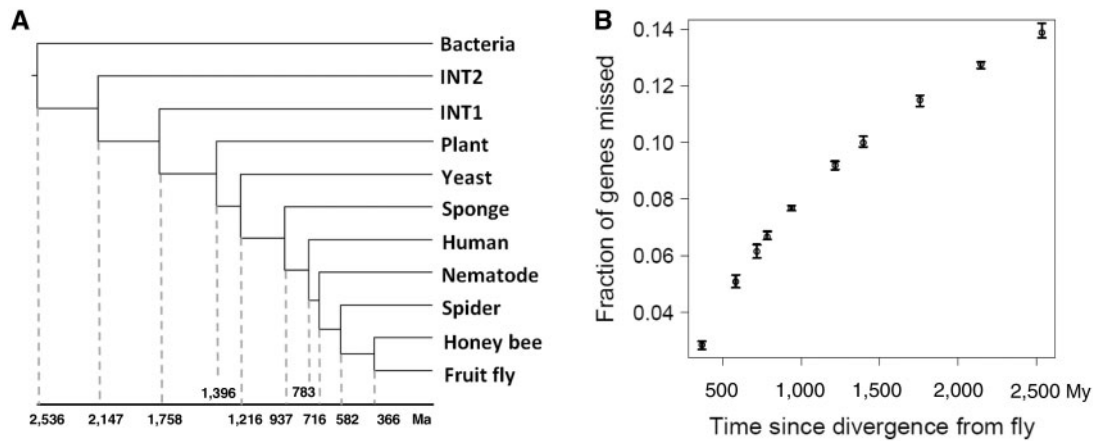 A
Bacteria
INT2
INT1
Plant
Yeast
Sponge
Human
Nematode
Spider
Honey bee
Fruit fly
1,396 783
2,536 2,147 1,758 1,216 937 716 582 366 Ma
B
Fraction of genes missed
0.14
0.12
0.10
0.08
0.06
0.04
500 1,000 1,500 2,000 2,500 My
Time since divergence from fly